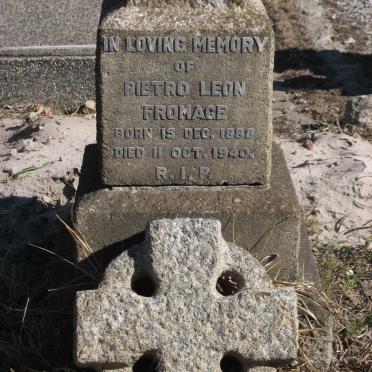 IN LOVING MEMORY
OF
PIETRO LEON
FROMAGE
BORN 15 DEC. 1888.
DIED 11 OCT. 1940.
R.I.P.